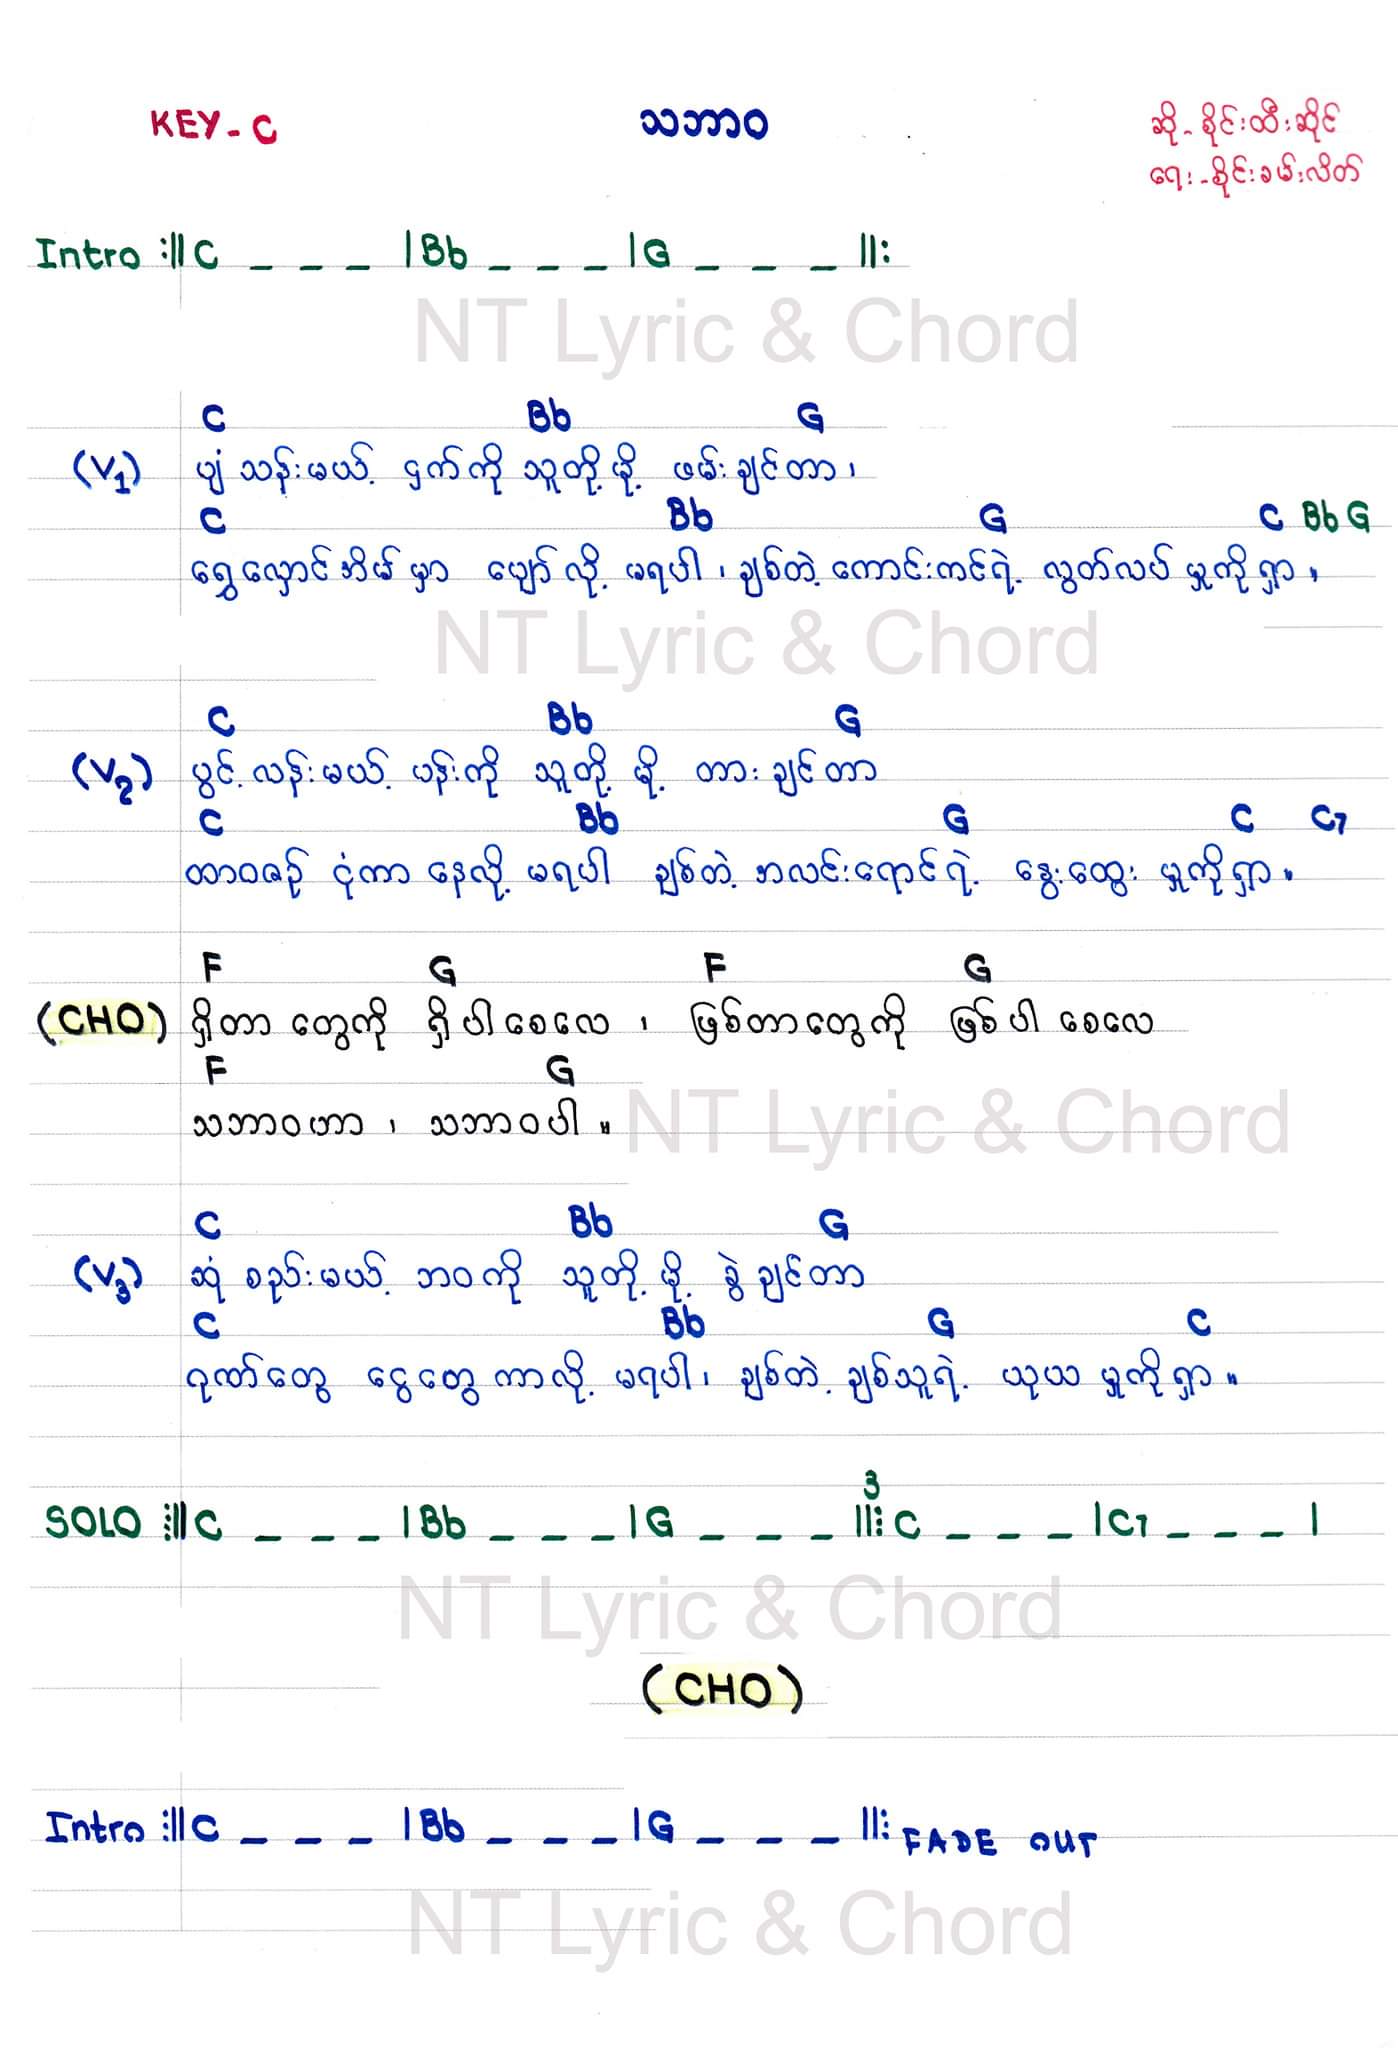 KEY - C
သဘာဝ
ဆို - စိုင်းထီးဆိုင်
ရေး - စိုင်းခမ်းလိတ်
Intro :|| C _ _ _ | Bb _ _ _ | G _ _ _ ||:
NT Lyric & Chord
C Bb G
(V1) ပျံသန်းမယ့် ငှက်ကို သူတို့မို့ ဖမ်းချင်တာ ၊
C Bb G C Bb G
ရွှေလှောင်အိမ်မှာ ပျော်လို့ မရပါ ၊ ချစ်တဲ့ ကောင်းကင်ရဲ့ လွတ်လပ်မှုကိုရှာ ။
NT Lyric & Chord
C Bb G
(V2) ပွင့်လန်းမယ့် ပန်းကို သူတို့မို့ တားချင်တာ
C Bb G C C7
ထာဝစဉ် ငုံကာ နေလို့ မရပါ ချစ်တဲ့ အလင်းရောင်ရဲ့ နွေးထွေးမှုကိုရှာ ။
F G F G
(CHO) ရှိတာတွေကို ရှိပါစေလေ ၊ ဖြစ်တာတွေကို ဖြစ်ပါစေလေ
F G
သဘာဝဟာ ၊ သဘာဝပါ ။
NT Lyric & Chord
C Bb G
(V3) ဆုံစည်းမယ့် ဘဝကို သူတို့မို့ ခွဲချင်တာ
C Bb G C
ဂုဏ်တွေ ငွေတွေ ကာလို့ မရပါ ၊ ချစ်တဲ့ ချစ်သူရဲ့ ယုယမှုကိုရှာ ။
3
SOLO :|| C _ _ _ | Bb _ _ _ | G _ _ _ ||: C _ _ _ | C7 _ _ _ |
NT Lyric & Chord
(CHO)
Intro :|| C _ _ _ | Bb _ _ _ | G _ _ _ ||: FADE OUT
NT Lyric & Chord